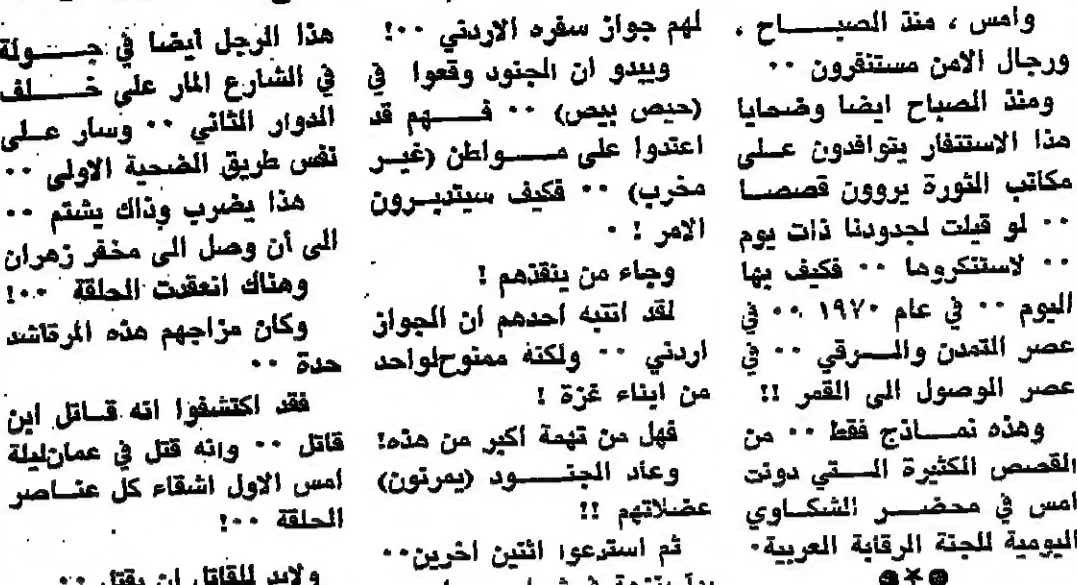 وامس ، منذ الصباح ،
ورجال الامن مستنفرون ··
ومنذ الصباح ايضا وضحايا
هذا الاستنفار يتوافدون على
مكاتب الثورة يروون قصصا
·· لو قيلت لجدودنا ذات يوم
·· لاستنكروها ·· فكيف بها
اليوم ·· في عام ١٩٧٠ ·· في
عصر التمدن والرقي ·· في
عصر الوصول الى القمر !!
وهذه نماذج فقط ·· من
القصص الكثيرة التي دونت
امس في محضر الشكاوي
اليومية للجنة الرقابة العربية·
لهم جواز سفره الاردني ··!
ويبدو ان الجنود وقعوا في
(حيص بيص) ·· فهم قد
اعتدوا على مواطن (غير
مخرب) ·· فكيف سيتدبرون
الامر ! ·
وجاء من ينقذهم !
لقد انتبه احدهم ان الجواز
اردني ·· ولكنه ممنوح لواحد
من ابناء غزة !
فهل من تهمة اكبر من هذه!
وعاد الجنود (يمرنون)
عضلاتهم !!
ثم استرعوا اثنين اخرين··
هذا الرجل ايضا في جولة
في الشارع المار على خلف
الدوار الثاني ·· وسار على
نفس طريق الضحية الاولى ··
هذا يضرب وذاك يشتم ··
الى أن وصل الى مخفر زهران
وهناك انعقدت الحلقة ··!
وكان مزاجهم هذه المرة اشد
حدة ··
فقد اكتشفوا انه قاتل ابن
قاتل ·· وانه قتل في عمان ليلة
امس الاول اشقاء كل عناصر
الحلقة ··!
ولابد للقاتل ان يقتل ··